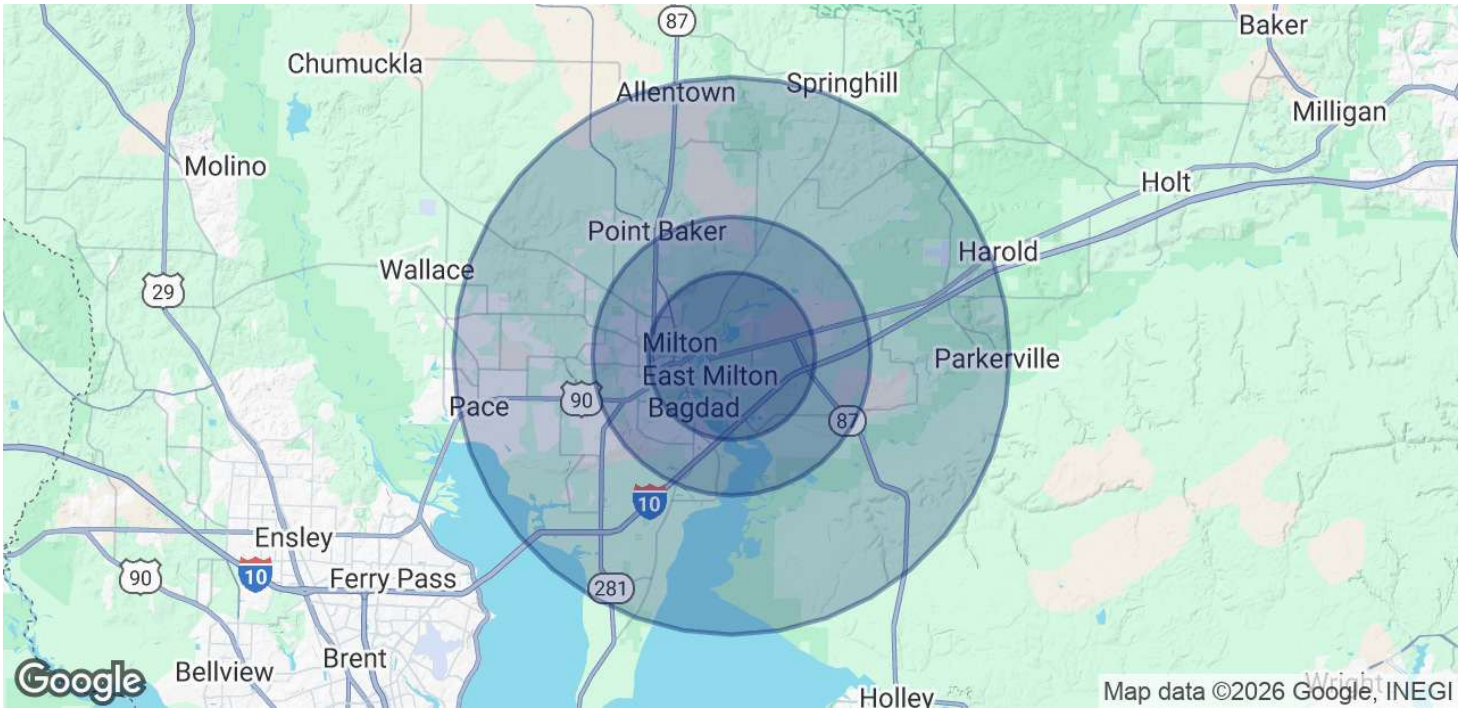 87
Baker
Chumuckla
Springhill
Allentown
Milligan
Molino
Holt
Point Baker
Harold
Wallace
29
Milton
Parkerville
East Milton
90
Pace
Bagdad
87
10
Ensley
10
90
Ferry Pass
281
Brent
Bellview
Google
Wright
Holley
Map data ©2026 Google, INEGI